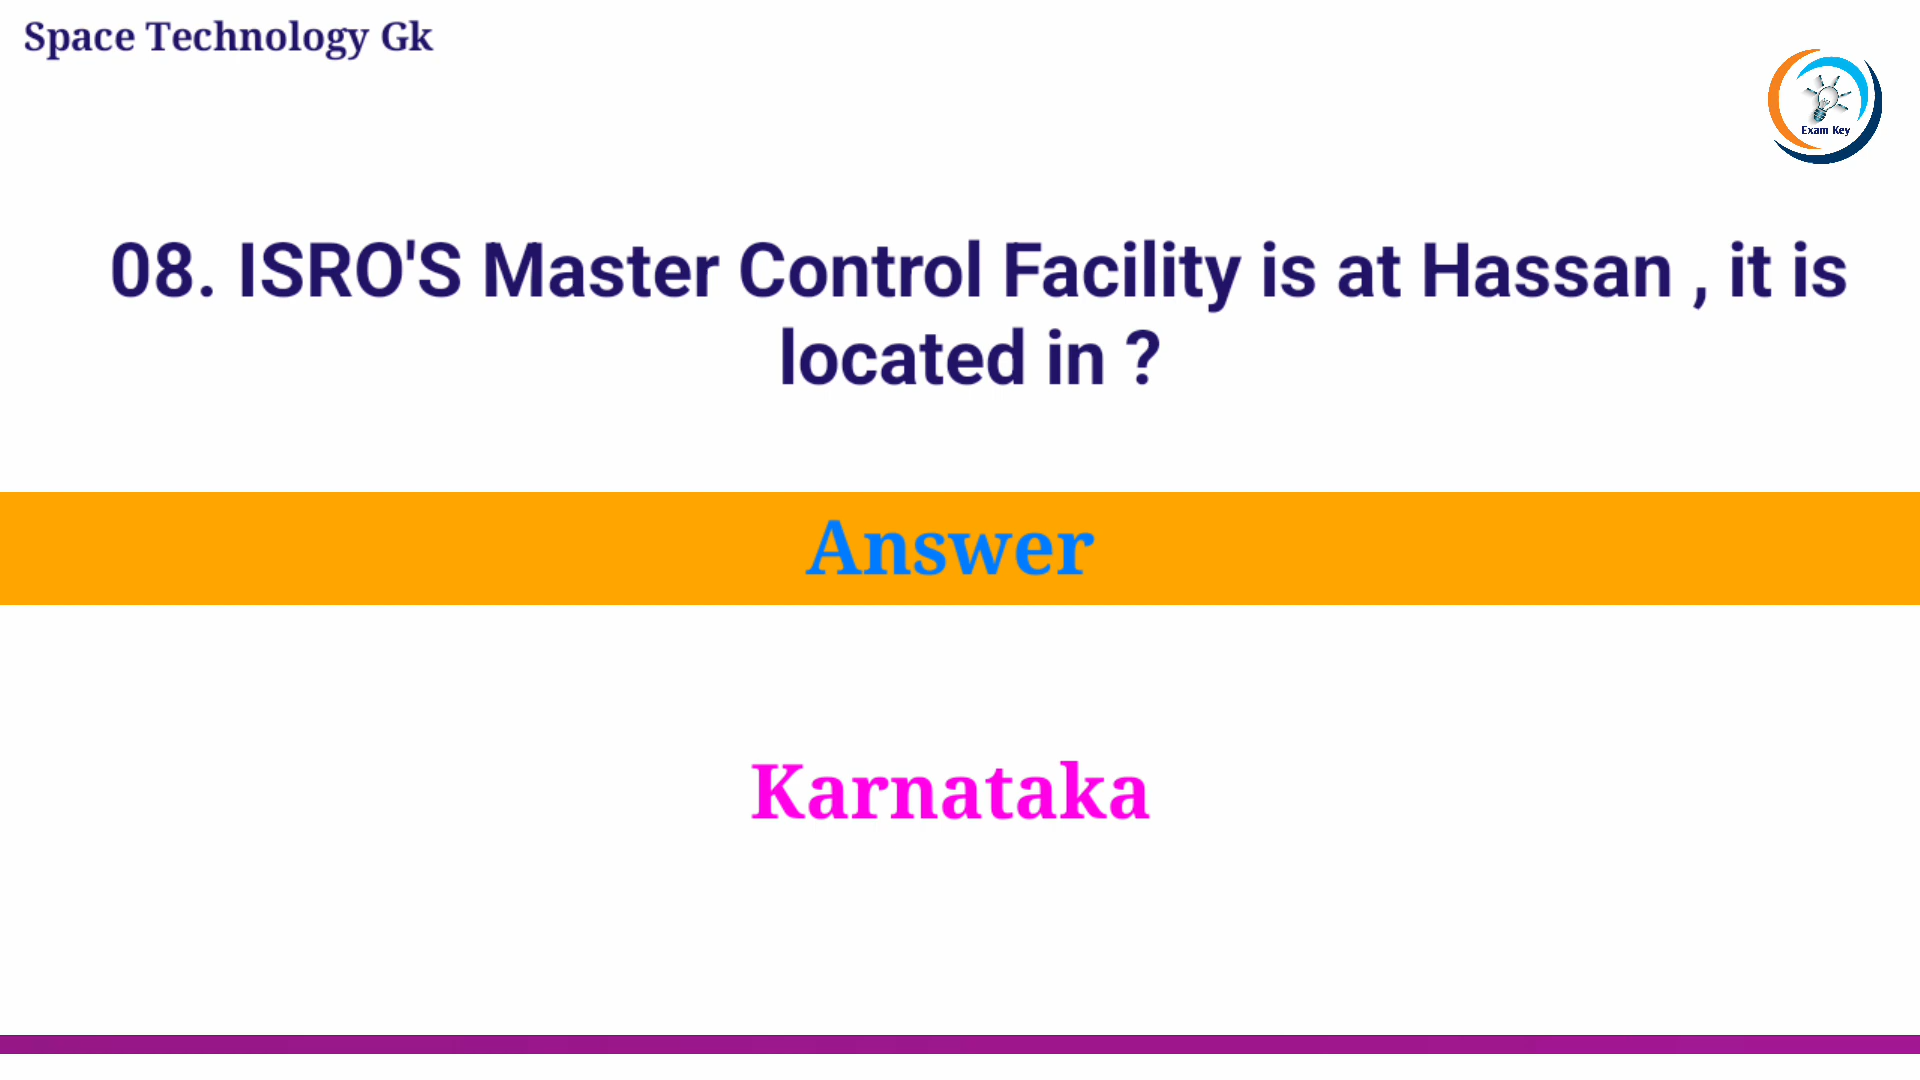 Space Technology Gk
Exam Key
08. ISRO'S Master Control Facility is at Hassan , it is
located in ?
Answer
Karnataka